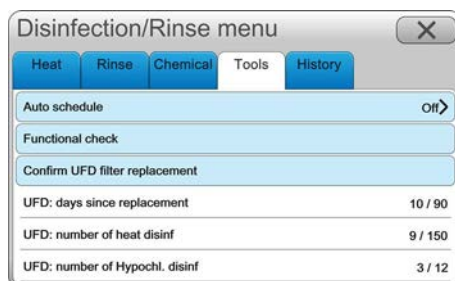 Disinfection/Rinse menu
Heat Rinse Chemical Tools History
Auto schedule Off
Functional check
Confirm UFD filter replacement
UFD: days since replacement 10 / 90
UFD: number of heat disinf 9 / 150
UFD: number of Hypochl. disinf 3 / 12